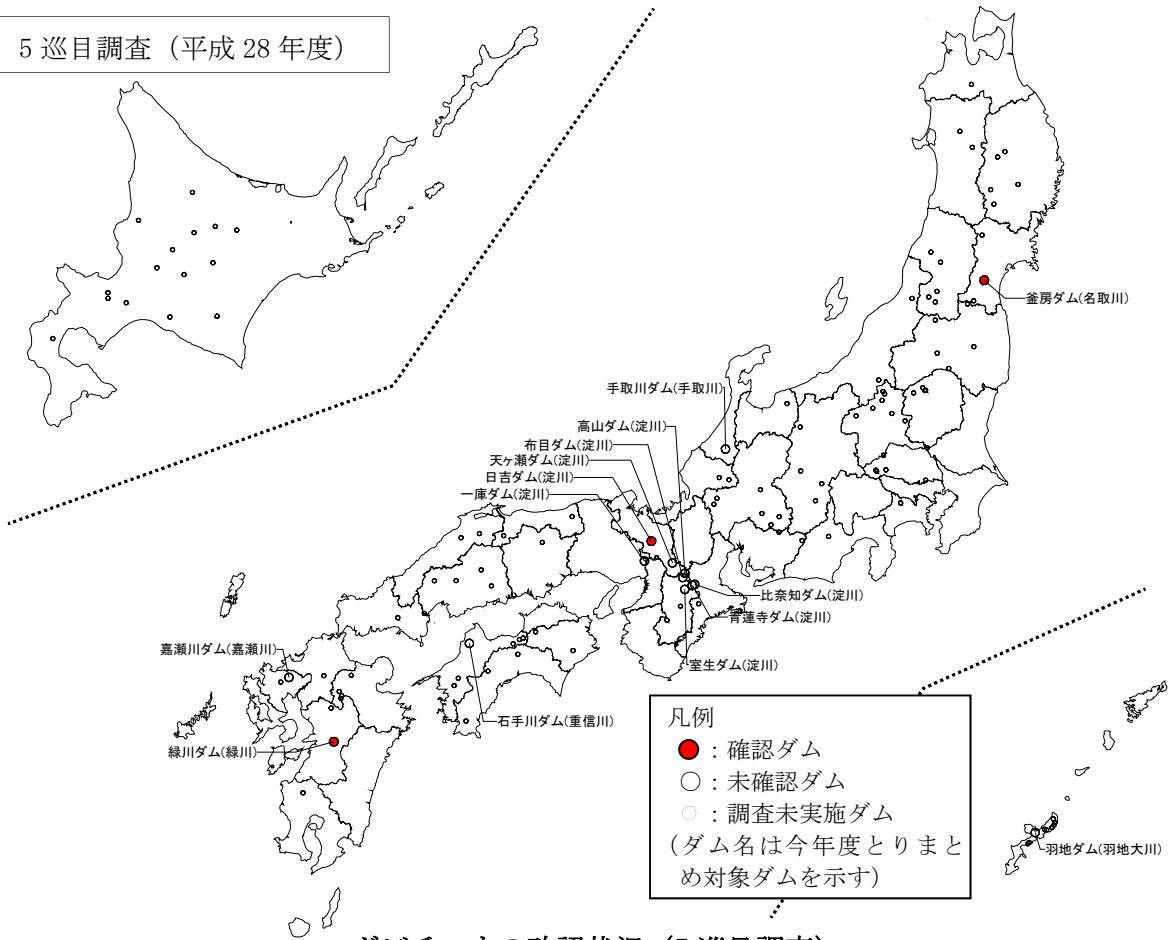 5 巡目調査（平成 28 年度）
釜房ダム(名取川)
手取川ダム(手取川)
高山ダム(淀川)
布目ダム(淀川)
天ヶ瀬ダム(淀川)
日吉ダム(淀川)
一庫ダム(淀川)
比奈知ダム(淀川)
青蓮寺ダム(淀川)
室生ダム(淀川)
嘉瀬川ダム(嘉瀬川)
石手川ダム(重信川)
緑川ダム(緑川)
羽地ダム(羽地大川)
凡例
：確認ダム
：未確認ダム
：調査未実施ダム
(ダム名は今年度とりまと
め対象ダムを示す)